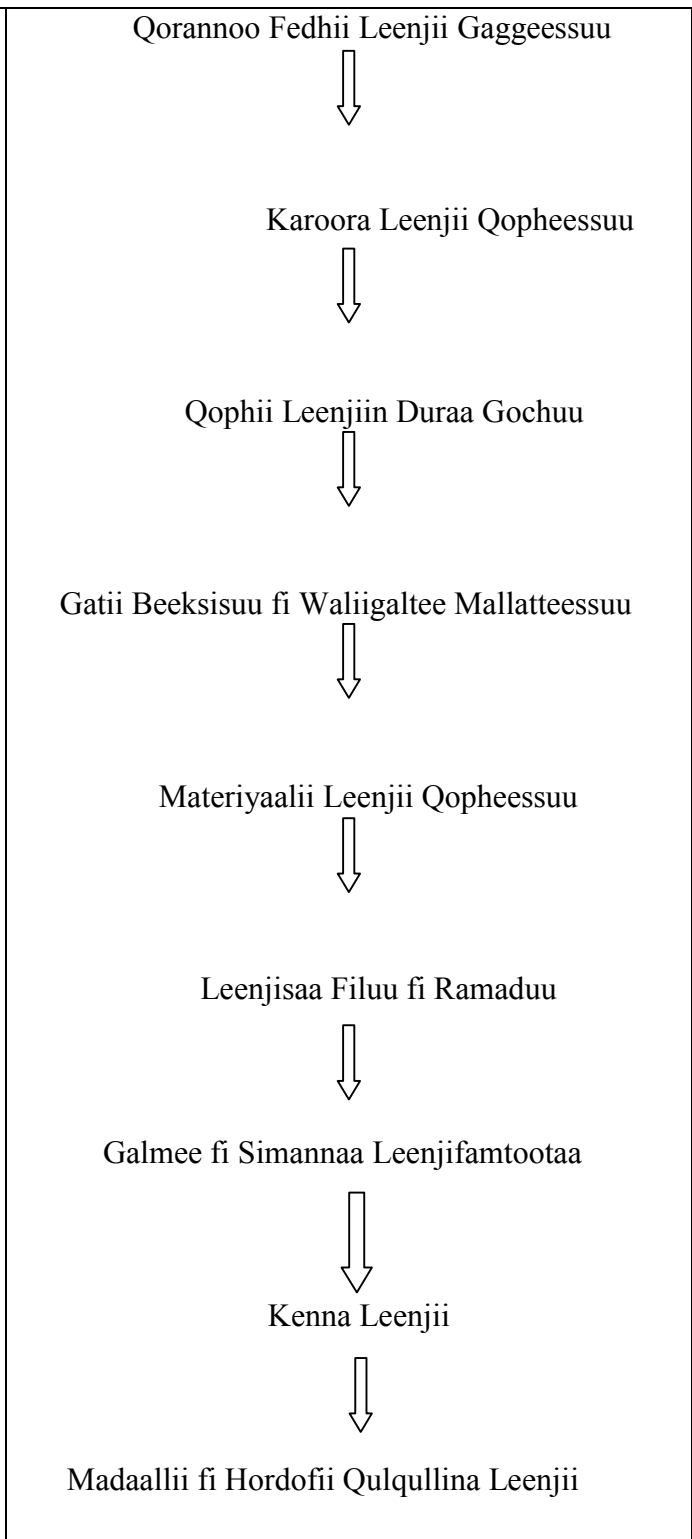 Qorannoo Fedhii Leenjii Gaggeessuu
Karoora Leenjii Qopheessuu
Qophii Leenjiin Duraa Gochuu
Gatii Beeksisuu fi Waliigaltee Mallatteessuu
Materiyaalii Leenjii Qopheessuu
Leenjisaa Filuu fi Ramaduu
Galmee fi Simannaa Leenjifamtootaa
Kenna Leenjii
Madaallii fi Hordofii Qulqullina Leenjii